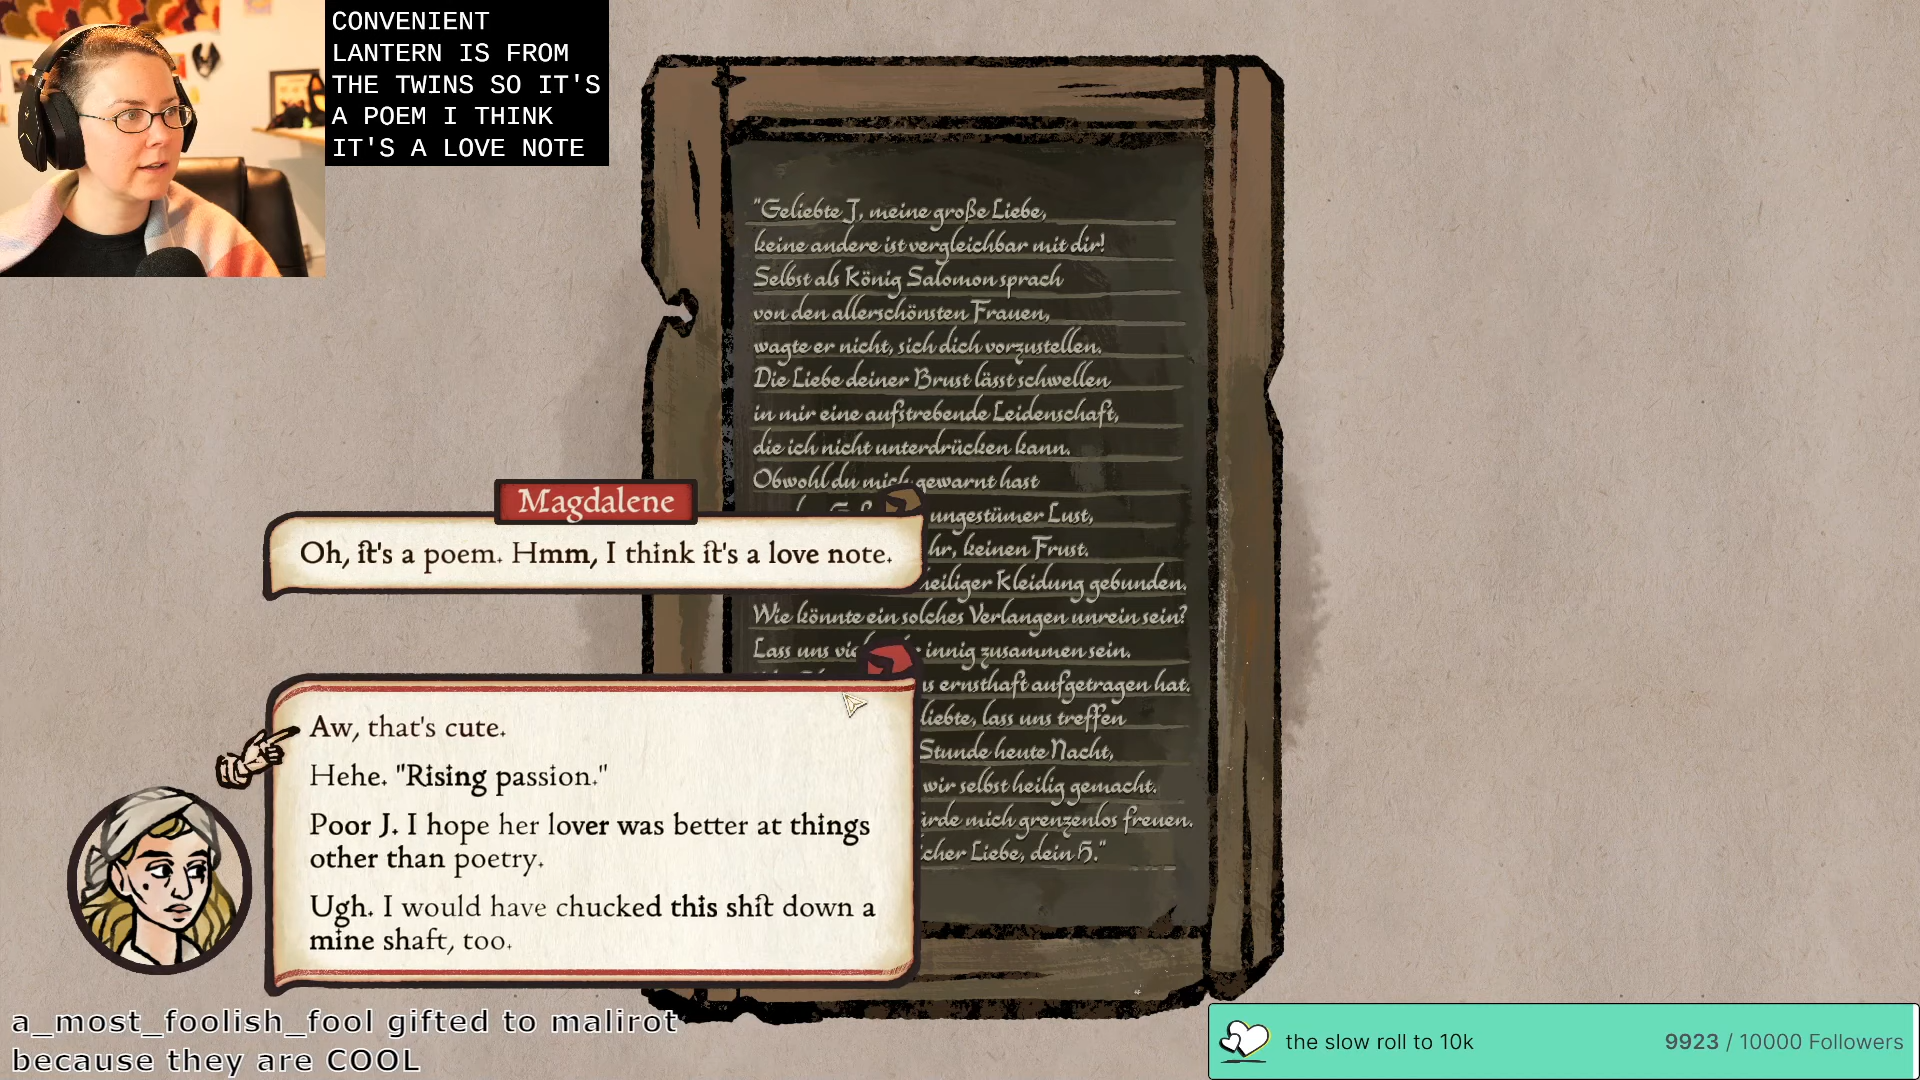 CONVENIENT
LANTERN IS FROM
THE TWINS SO IT'S
A POEM I THINK
IT'S A LOVE NOTE
"Geliebte J, meine große Liebe,
keine andere ist vergleichbar mit dir!
Selbst als König Salomon sprach
von den allerschönsten Frauen,
wagte er nicht, sich dich vorzustellen.
Die Liebe deiner Brust lässt schwellen
in mir eine aufstrebende Leidenschaft,
die ich nicht unterdrücken kann.
Obwohl du mich gewarnt hast
ungestümer Lust,
keinen Frust.
heiliger Kleidung gebunden.
Wie könnte ein solches Verlangen unrein sein?
Lass uns innig zusammen sein.
ernsthaft aufgetragen hat.
lass uns treffen
Stunde heute Nacht,
wir selbst heilig gemacht.
mich grenzenlos freuen.
Liebe, dein H."
Magdalene
Oh, it's a poem. Hmm, I think it's a love note.
Aw, that's cute.
Hehe. "Rising passion."
Poor J. I hope her lover was better at things
other than poetry.
Ugh. I would have chucked this shit down a
mine shaft, too.
a_most_foolish_fool gifted to malirot
because they are COOL
the slow roll to 10k
9923 / 10000 Followers